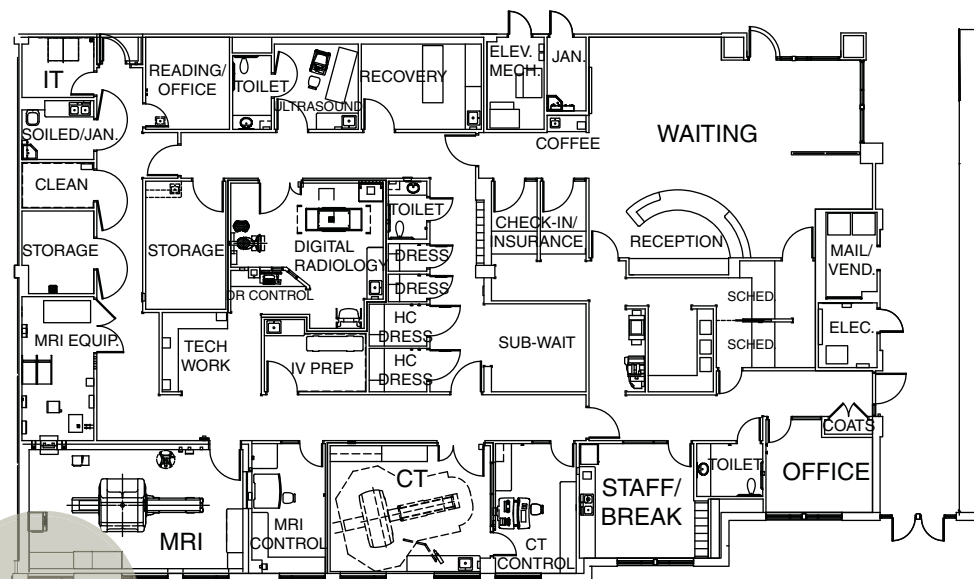 IT
READING/
OFFICE
TOILET
ULTRASOUND
RECOVERY
ELEV.
MECH.
JAN.
SOILED/JAN.
COFFEE
WAITING
CLEAN
STORAGE
STORAGE
DIGITAL
RADIOLOGY
TOILET
DRESS
DRESS
CHECK-IN/
INSURANCE
RECEPTION
MAIL/
VEND.
DR CONTROL
SCHED.
SCHED.
ELEC.
MRI EQUIP.
TECH
WORK
IV PREP
HC
DRESS
HC
DRESS
SUB-WAIT
COATS
MRI
MRI
CONTROL
CT
CT
CONTROL
STAFF/
BREAK
TOILET
OFFICE